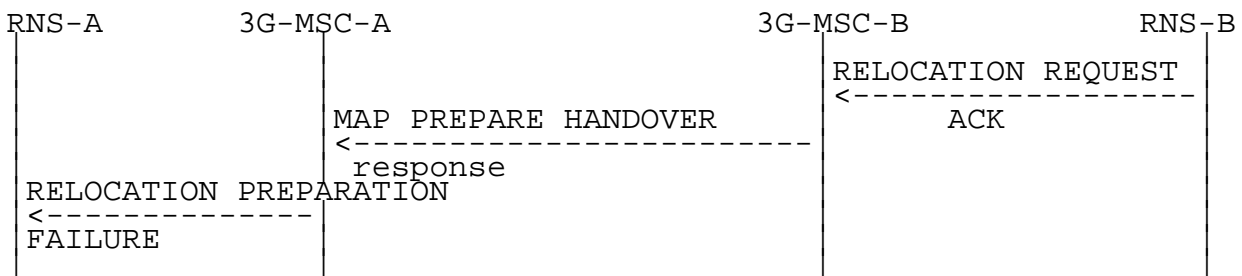 RNS-A 3G-MSC-A 3G-MSC-B RNS-B
RELOCATION REQUEST
ACK
MAP PREPARE HANDOVER
response
RELOCATION PREPARATION
FAILURE